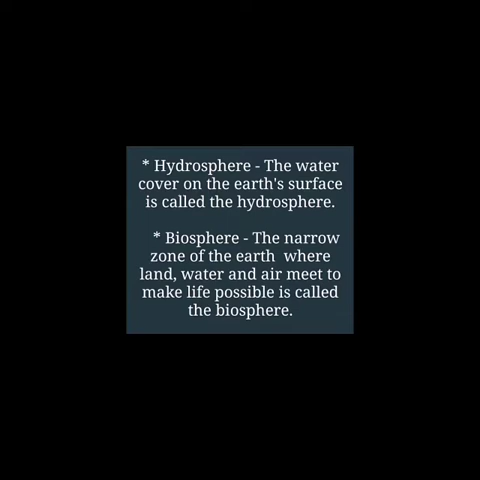 * Hydrosphere - The water
cover on the earth's surface
is called the hydrosphere.
* Biosphere - The narrow
zone of the earth where
land, water and air meet to
make life possible is called
the biosphere.